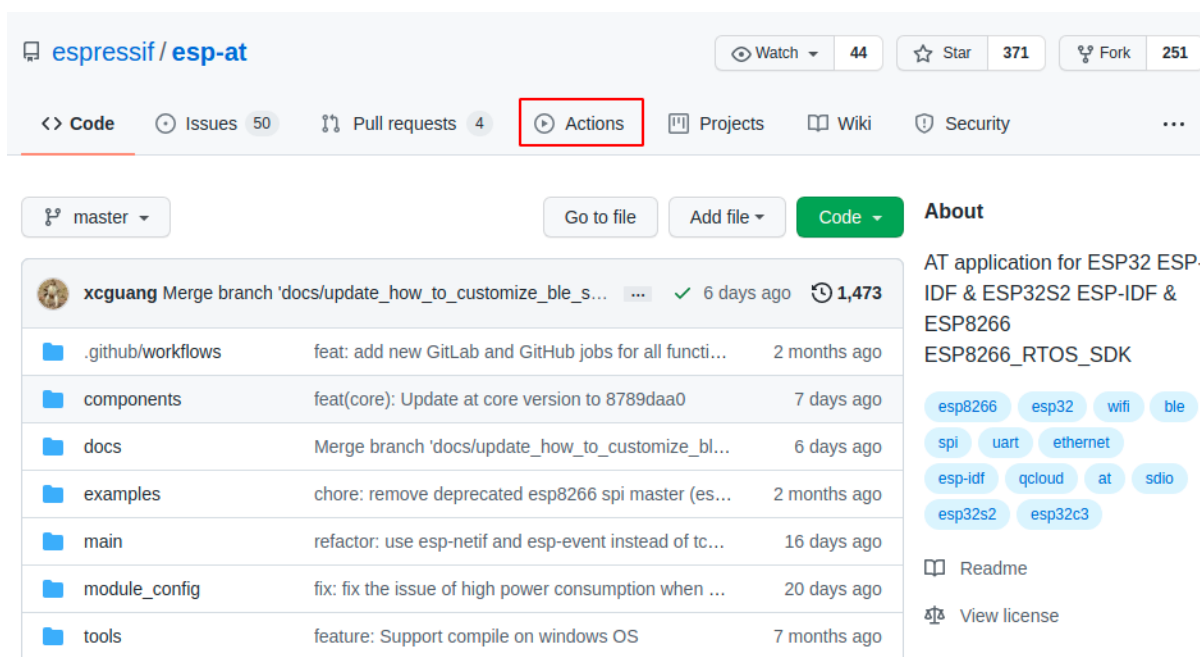 espressif / esp-at
Watch 44 Star 371 Fork 251
Code Issues 50 Pull requests 4 Actions Projects Wiki Security ...
master Go to file Add file Code
xcguang Merge branch 'docs/update_how_to_customize_ble_s... ... 6 days ago 1,473
.github/workflows feat: add new GitLab and GitHub jobs for all functi... 2 months ago
components feat(core): Update at core version to 8789daa0 7 days ago
docs Merge branch 'docs/update_how_to_customize_bl... 6 days ago
examples chore: remove deprecated esp8266 spi master (es... 2 months ago
main refactor: use esp-netif and esp-event instead of tc... 16 days ago
module_config fix: fix the issue of high power consumption when ... 20 days ago
tools feature: Support compile on windows OS 7 months ago
About
AT application for ESP32 ESP-
IDF & ESP32S2 ESP-IDF &
ESP8266
ESP8266_RTOS_SDK
esp8266 esp32 wifi ble
spi uart ethernet
esp-idf qcloud at sdio
esp32s2 esp32c3
Readme
View license